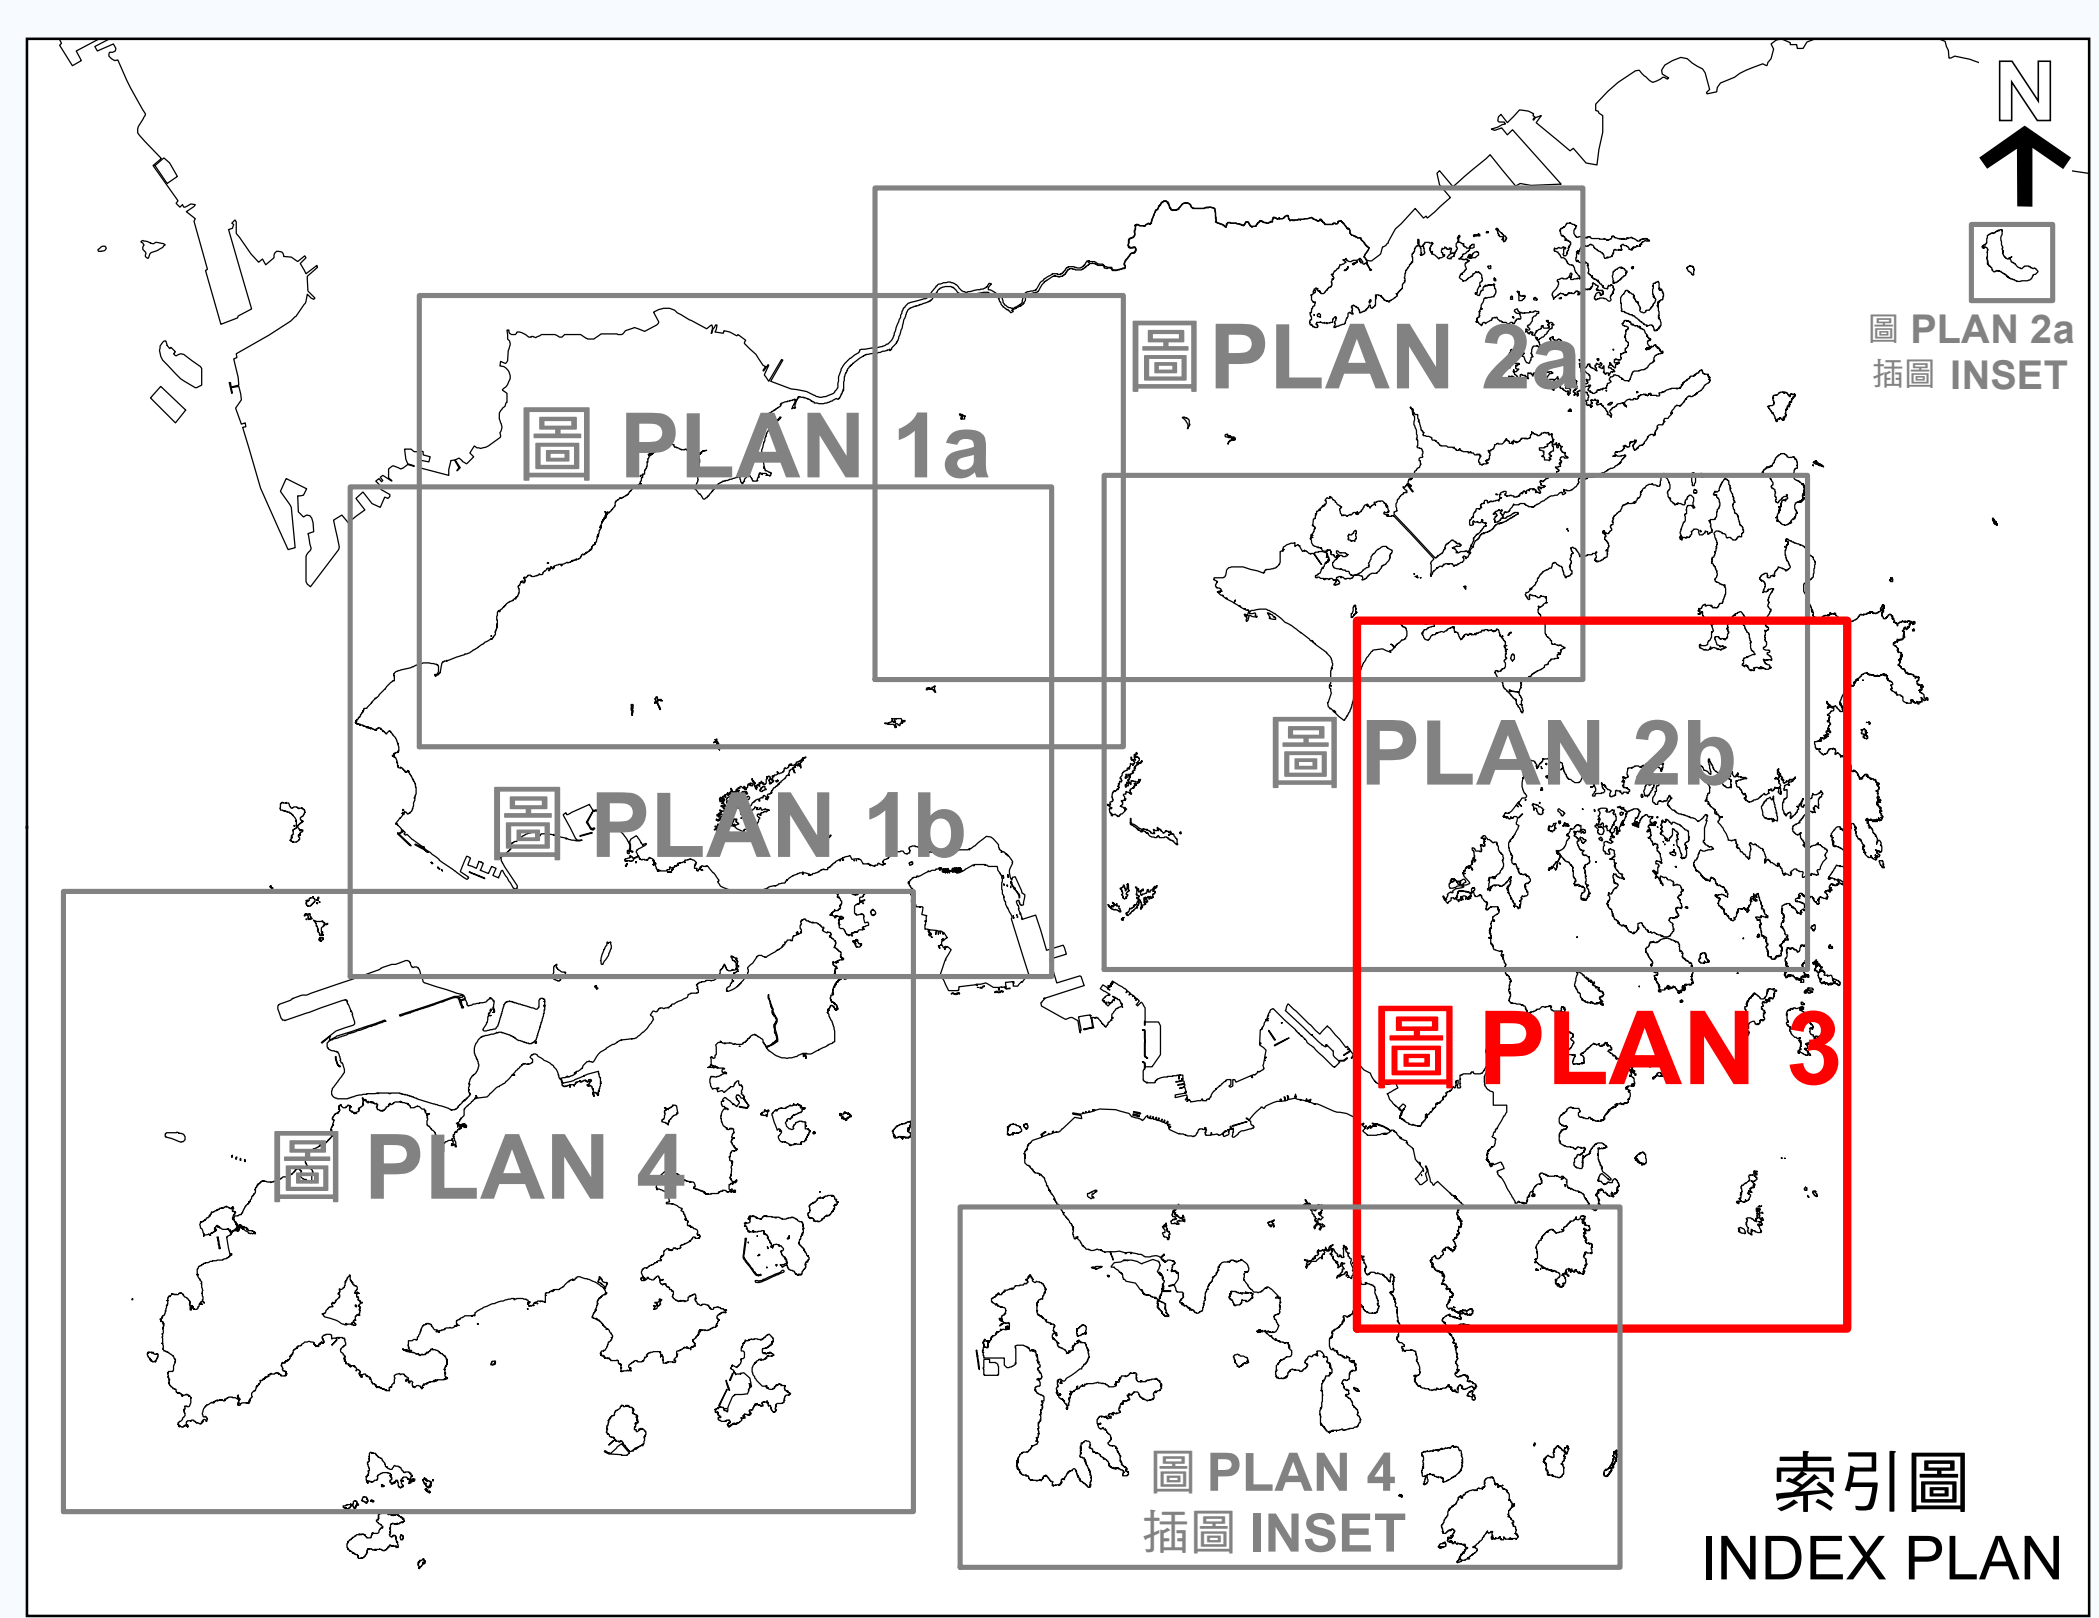 N
圖 PLAN 2a
插圖 INSET
圖 PLAN 2a
圖 PLAN 1a
圖 PLAN 2b
圖 PLAN 1b
圖 PLAN 3
圖 PLAN 4
圖 PLAN 4
插圖 INSET
索引圖
INDEX PLAN